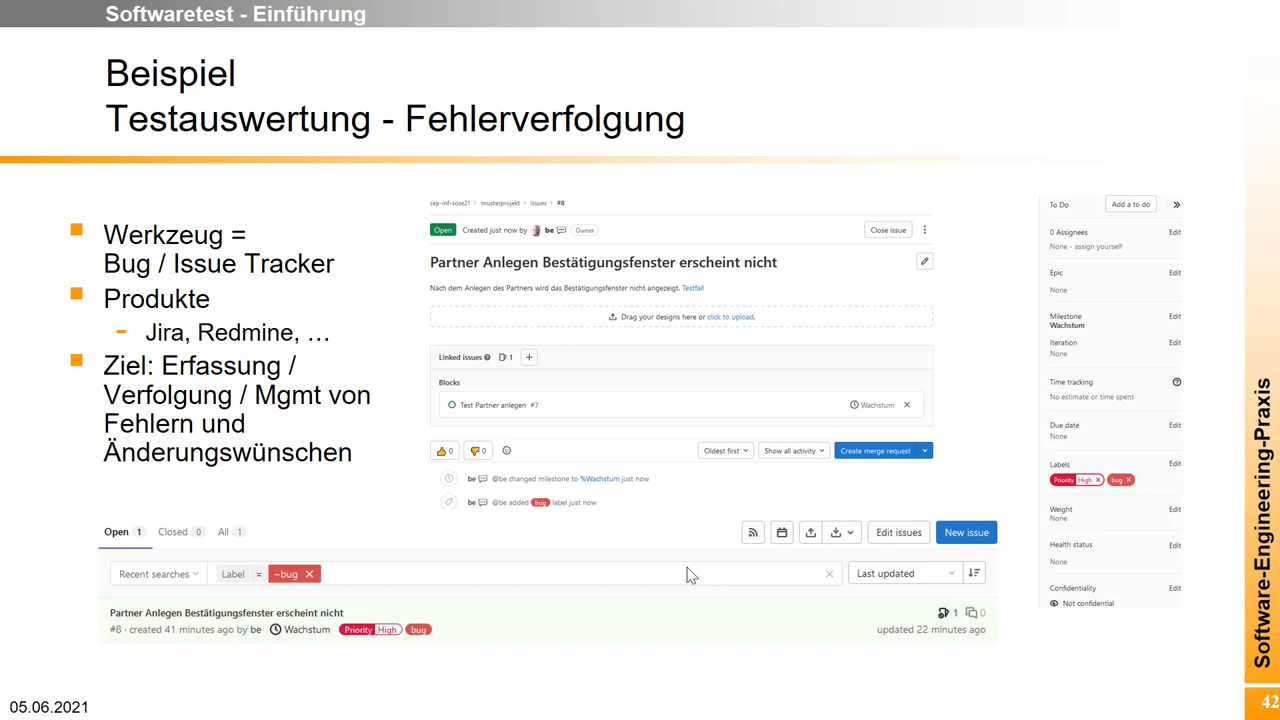 Softwaretest - Einführung
Beispiel
Testauswertung - Fehlerverfolgung
Werkzeug =
Bug / Issue Tracker
Produkte
Jira, Redmine, …
Ziel: Erfassung /
Verfolgung / Mgmt von
Fehlern und
Änderungswünschen
sep-inf-sose21 › musterprojekt › Issues › #8
Open Created just now by be Owner Close issue
Partner Anlegen Bestätigungsfenster erscheint nicht
Nach dem Anlegen des Partners wird das Bestätigungsfenster nicht angezeigt. Testfall
Drag your designs here or click to upload.
Linked issues 1
Blocks
Test Partner anlegen #7 Wachstum
0 0 Oldest first Show all activity Create merge request
be @be changed milestone to %Wachstum just now
be @be added bug label just now
To Do Add a to do
0 Assignees Edit
None - assign yourself
Epic Edit
None
Milestone Edit
Wachstum
Iteration Edit
None
Time tracking
No estimate or time spent
Due date Edit
None
Labels Edit
Priority High × bug ×
Weight Edit
None
Health status Edit
None
Confidentiality Edit
Not confidential
Open 1 Closed 0 All 1 Edit issues New issue
Recent searches Label = ~bug Last updated
Partner Anlegen Bestätigungsfenster erscheint nicht 1 0
#8 · created 41 minutes ago by be Wachstum Priority High bug updated 22 minutes ago
Software-Engineering-Praxis
05.06.2021
42